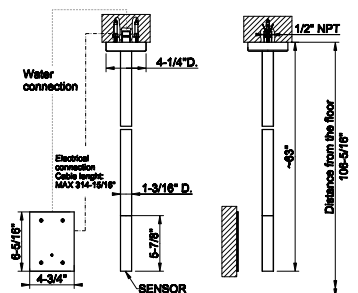 1/2" NPT
Water
connection
4-1/4"D.
Electrical
connection
Cable lenght:
MAX 314-15/16"
1-3/16" D.
6-5/16"
4-3/4"
5-7/8"
SENSOR
~63"
Distance from the floor
106-5/16"